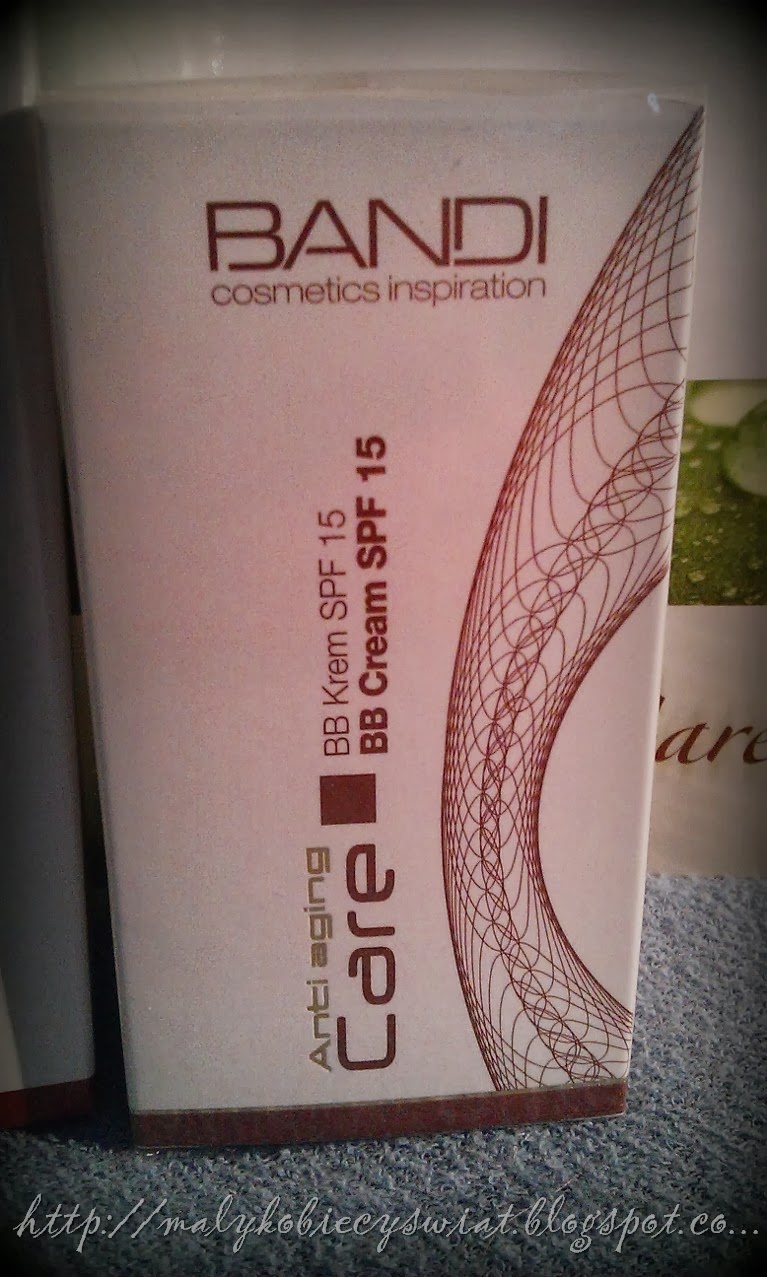 BANDI
cosmetics inspiration
BB Krem SPF 15
BB Cream SPF 15
Anti aging
Care
http://malykobiecyswiat.blogspot.co...